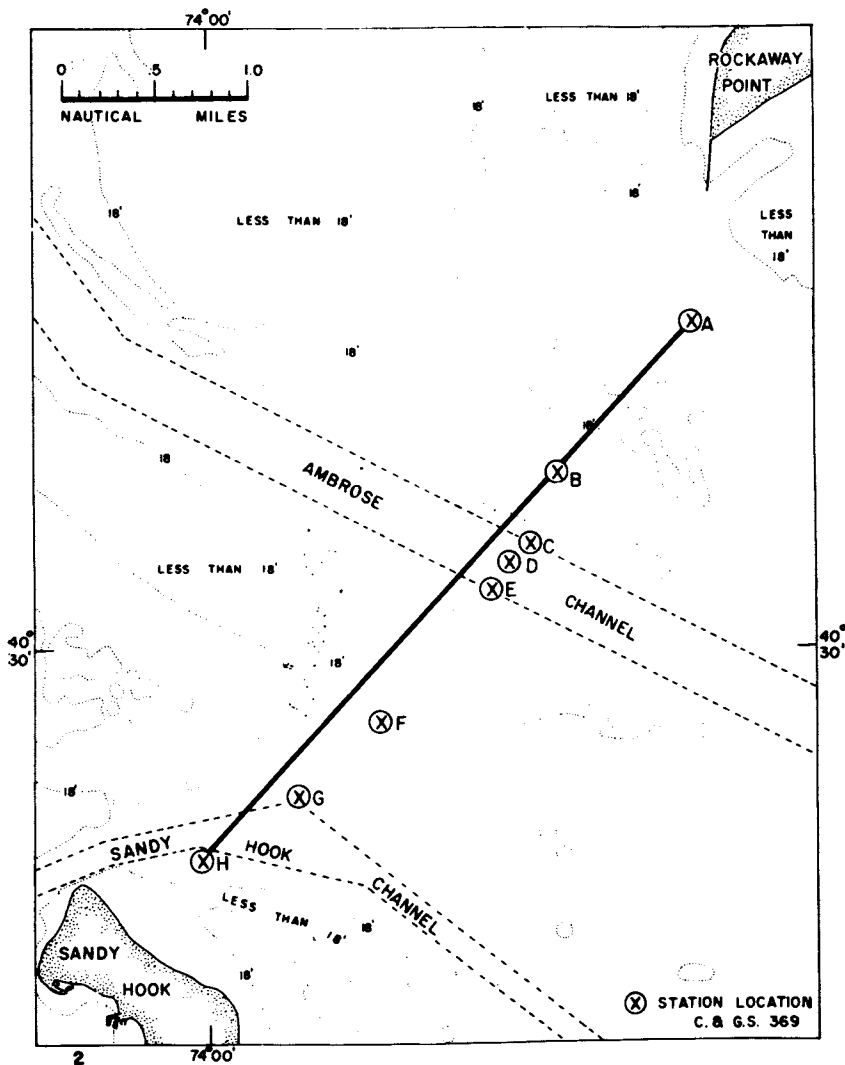 74°00'
0 .5 1.0
NAUTICAL MILES
ROCKAWAY
POINT
18'
LESS THAN 18'
18'
18'
LESS THAN 18'
LESS
THAN
18'
A
18'
18'
18
B
AMBROSE
C
D
E
LESS THAN 18'
CHANNEL
40°
30'
40°
30'
18'
F
18'
G
SANDY
H
HOOK
CHANNEL
LESS THAN 18'
18'
SANDY
HOOK
18'
STATION LOCATION
C. & G.S. 369
2
74°00'